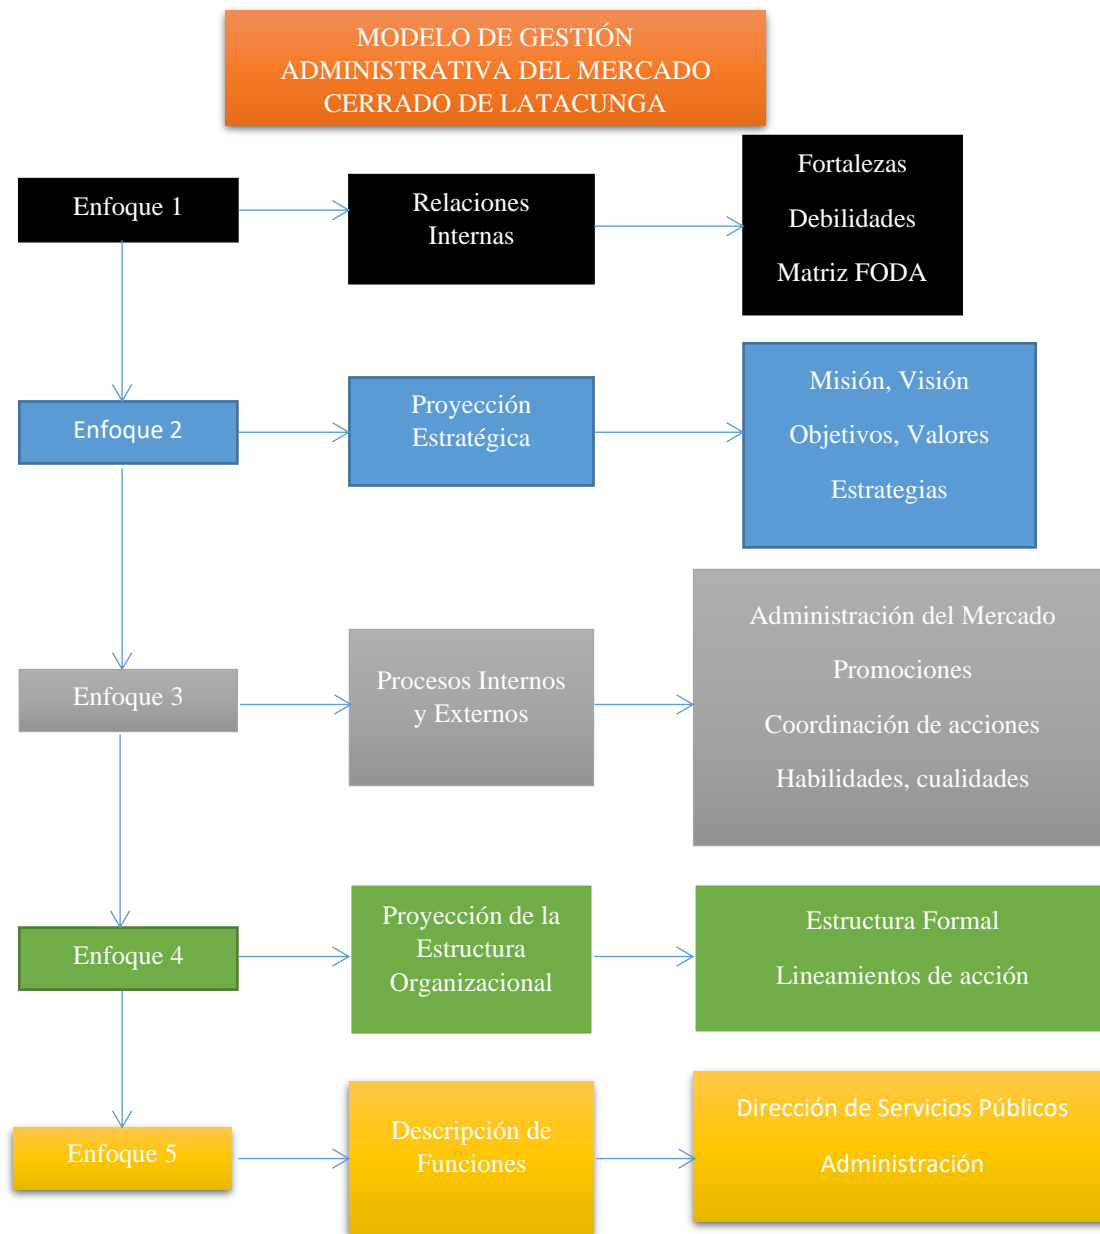 MODELO DE GESTIÓN
ADMINISTRATIVA DEL MERCADO
CERRADO DE LATACUNGA
Enfoque 1
Relaciones
Internas
Fortalezas
Debilidades
Matriz FODA
Enfoque 2
Proyección
Estratégica
Misión, Visión
Objetivos, Valores
Estrategias
Enfoque 3
Procesos Internos
y Externos
Administración del Mercado
Promociones
Coordinación de acciones
Habilidades, cualidades
Enfoque 4
Proyección de la
Estructura
Organizacional
Estructura Formal
Lineamientos de acción
Enfoque 5
Descripción de
Funciones
Dirección de Servicios Públicos
Administración